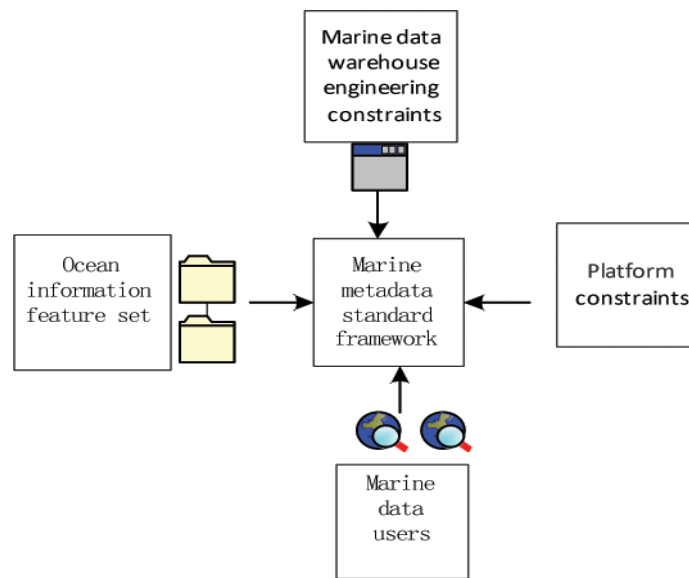 Marine data
warehouse
engineering
constraints
Ocean
information
feature set
Marine
metadata
standard
framework
Platform
constraints
Marine
data
users